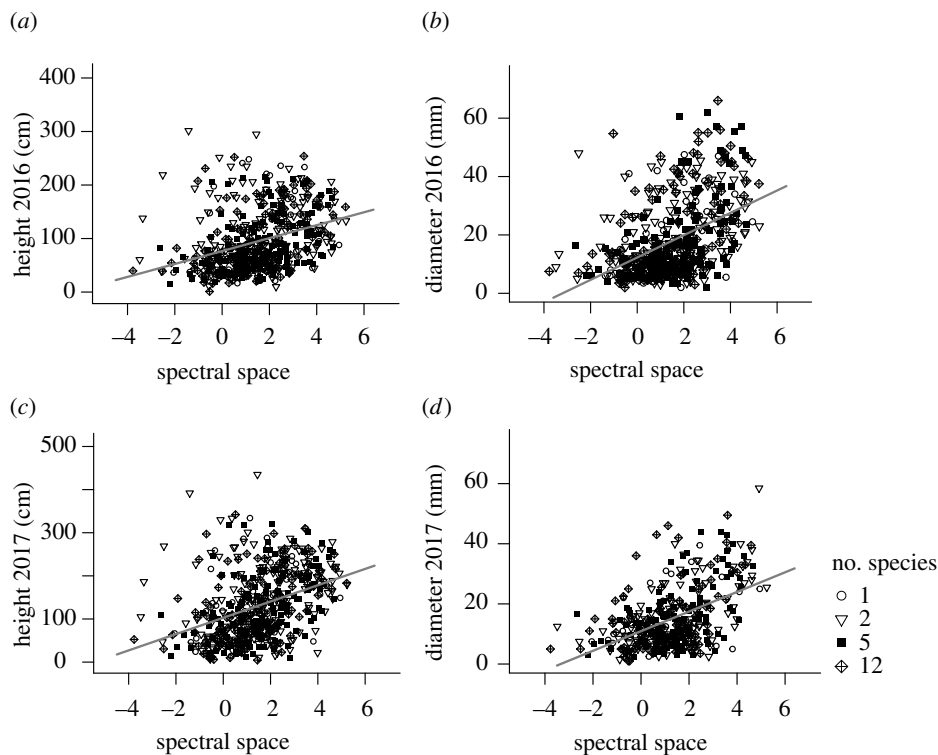 (a)
400
300
200
100
0
height 2016 (cm)
–4 –2 0 2 4 6
spectral space
(b)
60
40
20
0
diameter 2016 (mm)
–4 –2 0 2 4 6
spectral space
(c)
500
300
100
0
height 2017 (cm)
–4 –2 0 2 4 6
spectral space
(d)
60
40
20
0
diameter 2017 (mm)
–4 –2 0 2 4 6
spectral space
no. species
1
2
5
12